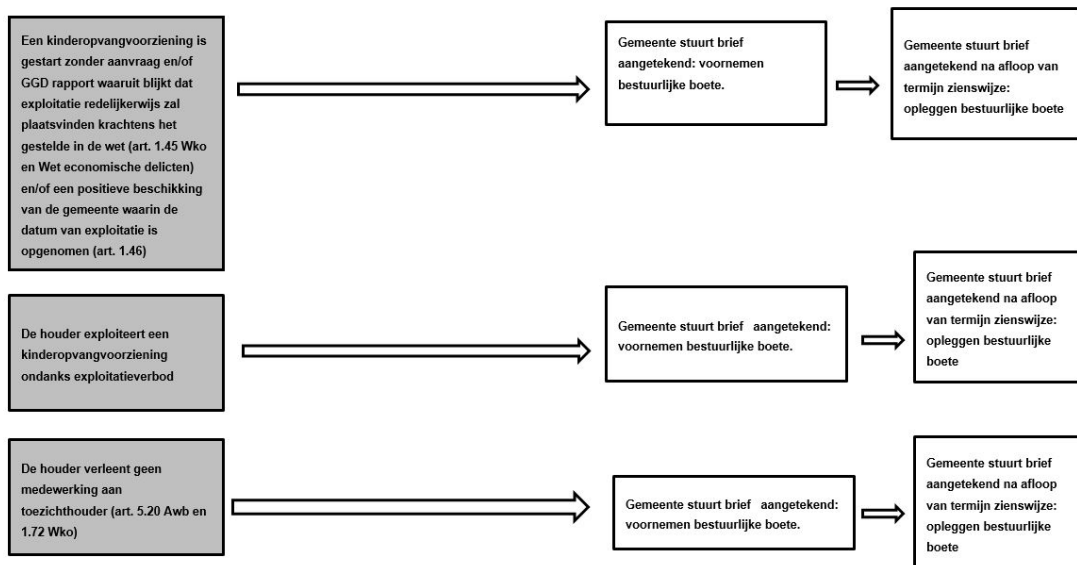 Een kinderopvangvoorziening is
gestart zonder aanvraag en/of
GGD rapport waaruit blijkt dat
exploitatie redelijkerwijs zal
plaatsvinden krachtens het
gestelde in de wet (art. 1.45 Wko
en Wet economische delicten)
en/of een positieve beschikking
van de gemeente waarin de
datum van exploitatie is
opgenomen (art. 1.46)
Gemeente stuurt brief
aangetekend: voornemen
bestuurlijke boete.
Gemeente stuurt brief
aangetekend na afloop van
termijn zienswijze:
opleggen bestuurlijke boete
De houder exploiteert een
kinderopvangvoorziening
ondanks exploitatieverbod
Gemeente stuurt brief aangetekend:
voornemen bestuurlijke boete.
Gemeente stuurt brief
aangetekend na afloop
van termijn zienswijze:
opleggen bestuurlijke
boete
De houder verleent geen
medewerking aan
toezichthouder (art. 5.20 Awb en
1.72 Wko)
Gemeente stuurt brief aangetekend:
voornemen bestuurlijke boete.
Gemeente stuurt brief
aangetekend na afloop
van termijn zienswijze:
opleggen bestuurlijke
boete